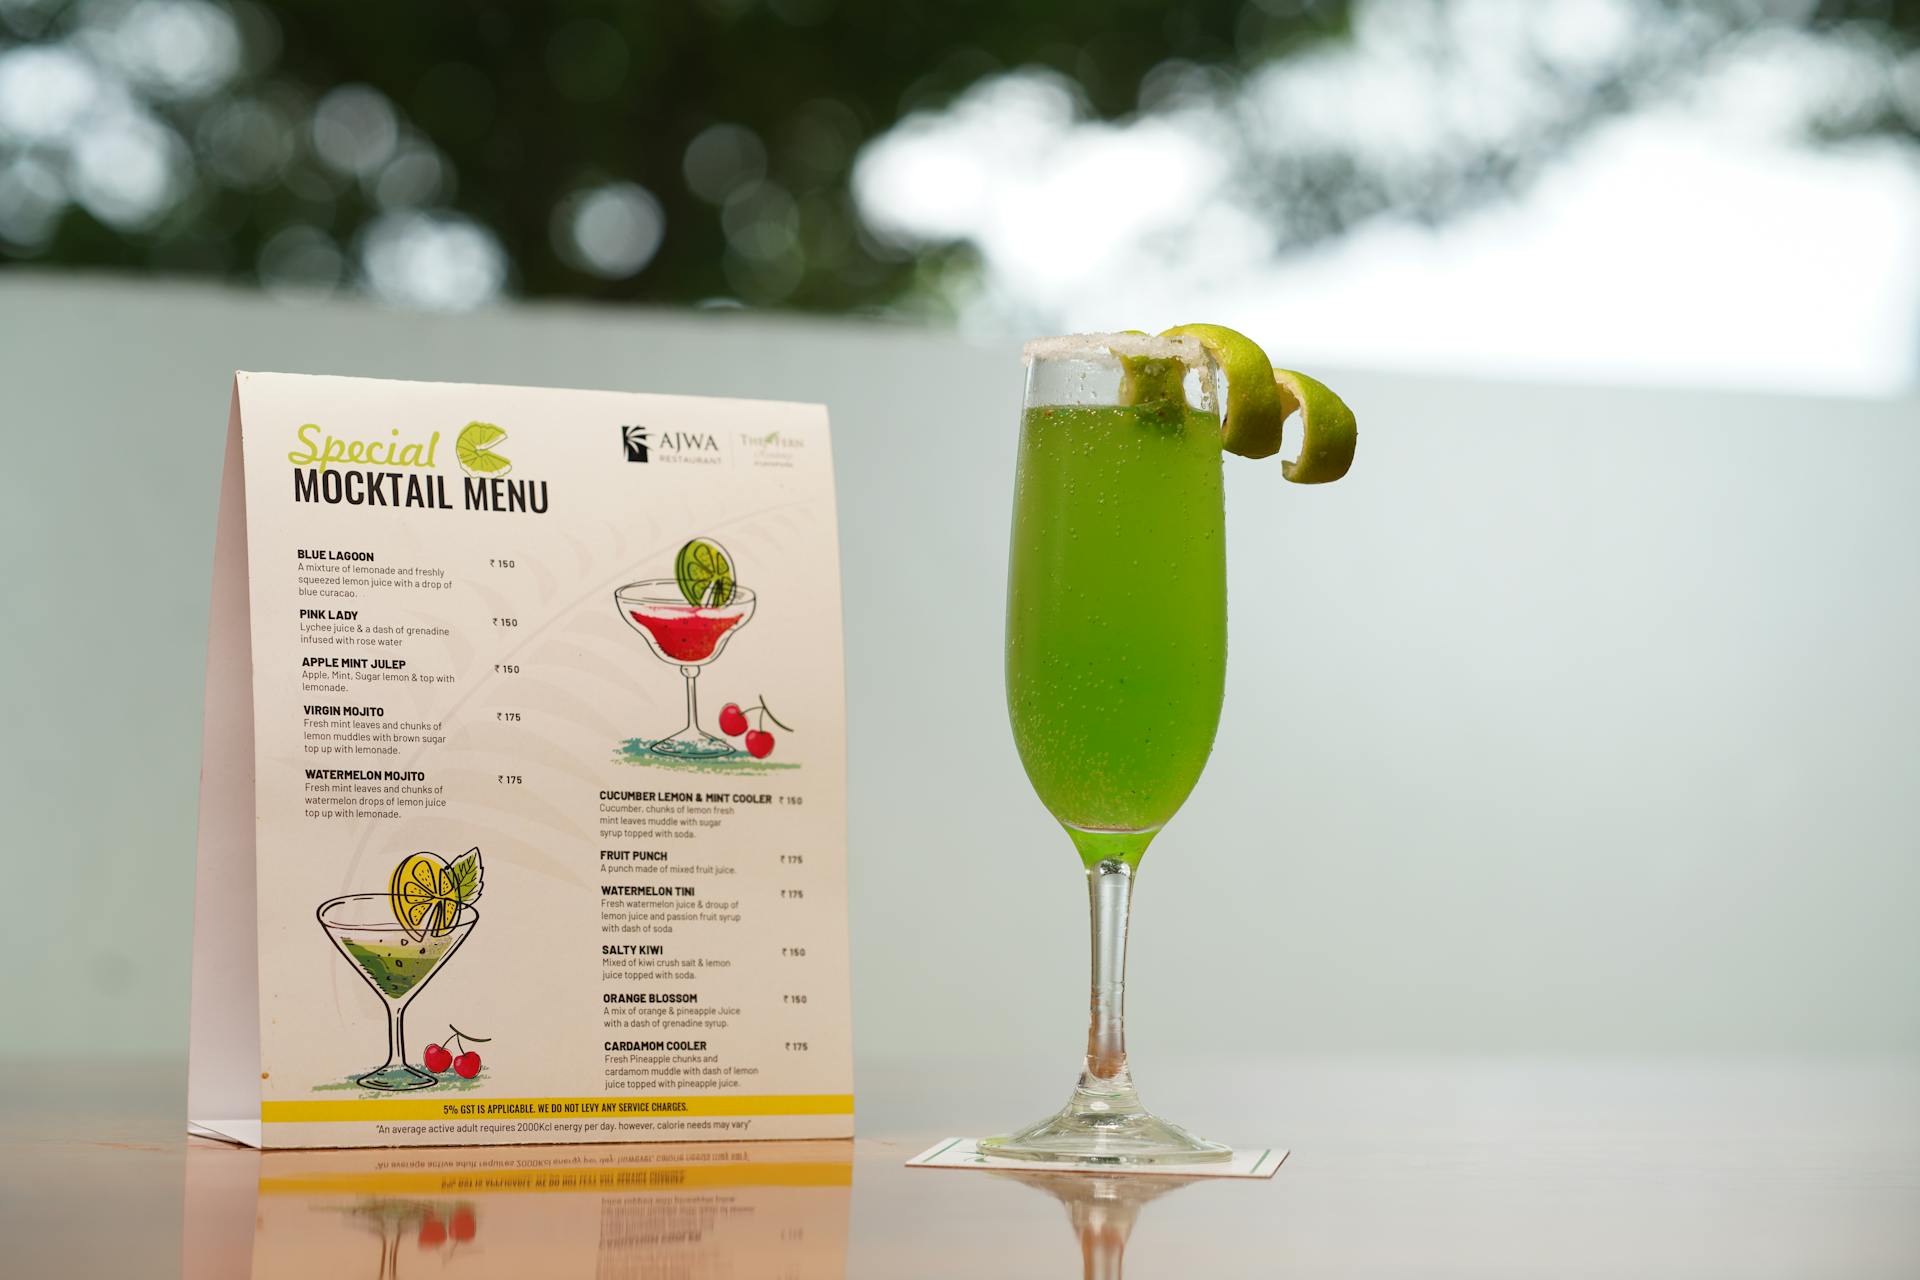 Special
MOCKTAIL MENU
AJWA
RESTAURANT
THE FERN
BLUE LAGOON ₹ 150
A mixture of lemonade and freshly
squeezed lemon juice with a drop of
blue curacao.
PINK LADY ₹ 150
Lychee juice & a dash of grenadine
infused with rose water
APPLE MINT JULEP ₹ 150
Apple, Mint, Sugar lemon & top with
lemonade.
VIRGIN MOJITO ₹ 175
Fresh mint leaves and chunks of
lemon muddles with brown sugar
top up with lemonade.
WATERMELON MOJITO ₹ 175
Fresh mint leaves and chunks of
watermelon drops of lemon juice
top up with lemonade.
CUCUMBER LEMON & MINT COOLER ₹ 150
Cucumber, chunks of lemon fresh
mint leaves muddle with sugar
syrup topped with soda.
FRUIT PUNCH ₹ 175
A punch made of mixed fruit juice.
WATERMELON TINI ₹ 175
Fresh watermelon juice & droup of
lemon juice and passion fruit syrup
with dash of soda
SALTY KIWI ₹ 150
Mixed of kiwi crush salt & lemon
juice topped with soda.
ORANGE BLOSSOM ₹ 150
A mix of orange & pineapple Juice
with a dash of grenadine syrup.
CARDAMOM COOLER ₹ 175
Fresh Pineapple chunks and
cardamom muddle with dash of lemon
juice topped with pineapple juice.
5% GST IS APPLICABLE. WE DO NOT LEVY ANY SERVICE CHARGES.
"An average active adult requires 2000Kcl energy per day. however, calorie needs may vary"